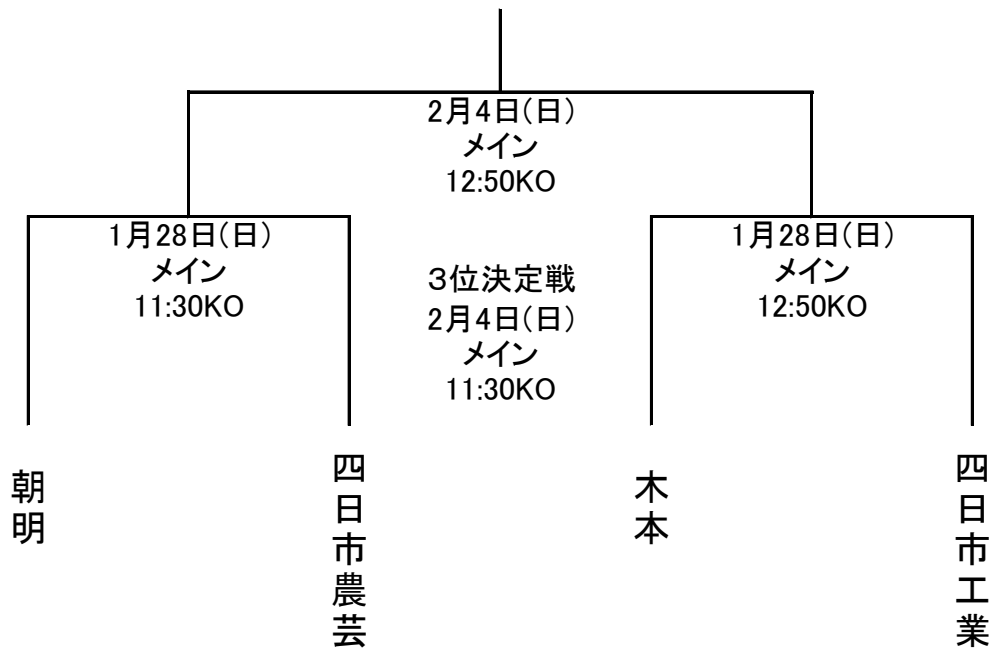 2月4日(日)
メイン
12:50KO
1月28日(日)
メイン
11:30KO
3位決定戦
2月4日(日)
メイン
11:30KO
1月28日(日)
メイン
12:50KO
朝明
四日市農芸
木本
四日市工業